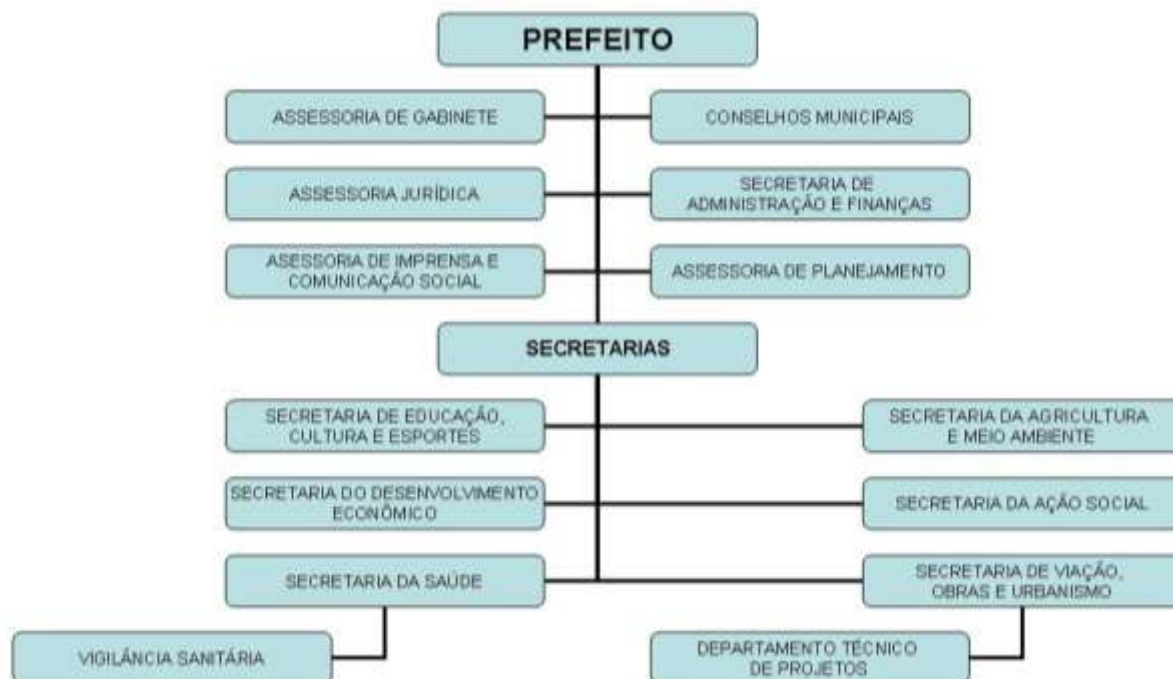 PREFEITO
ASSESSORIA DE GABINETE
CONSELHOS MUNICIPAIS
ASSESSORIA JURÍDICA
SECRETARIA DE
ADMINISTRAÇÃO E FINANÇAS
ASESSORIA DE IMPRENSA E
COMUNICAÇÃO SOCIAL
ASSESSORIA DE PLANEJAMENTO
SECRETARIAS
SECRETARIA DE EDUCAÇÃO,
CULTURA E ESPORTES
SECRETARIA DA AGRICULTURA
E MEIO AMBIENTE
SECRETARIA DO DESENVOLVIMENTO
ECONÔMICO
SECRETARIA DA AÇÃO SOCIAL
SECRETARIA DA SAÚDE
SECRETARIA DE VIAÇÃO,
OBRAS E URBANISMO
VIGILÂNCIA SANITÁRIA
DEPARTAMENTO TÉCNICO
DE PROJETOS